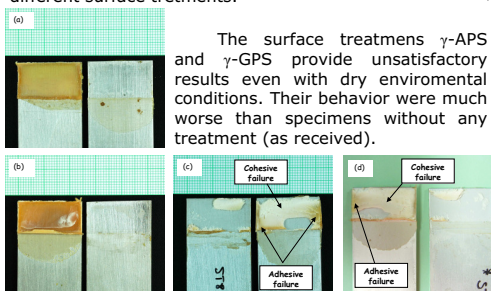 different surface tretments.
(a)
The surface treatmens γ-APS
and γ-GPS provide unsatisfactory
results even with dry enviromental
conditions. Their behavior were much
worse than specimens without any
treatment (as received).
(b)
(c)
Cohesive
failure
Adhesive
failure
(d)
Cohesive
failure
Adhesive
failure